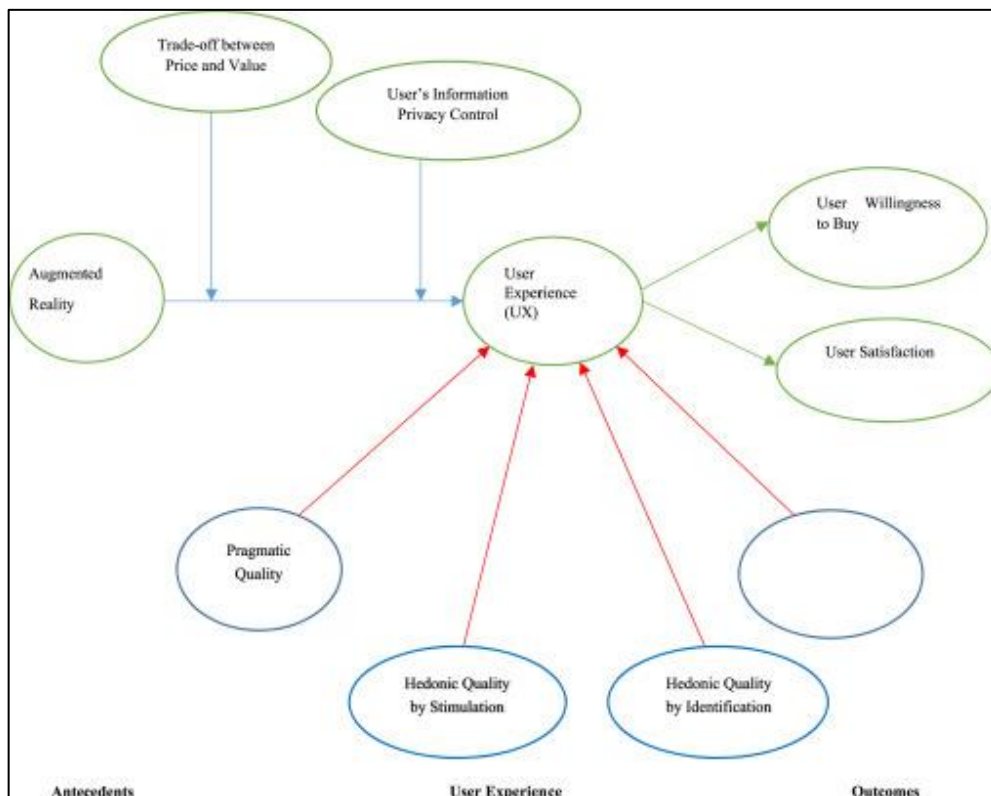 Trade-off between
Price and Value
User's Information
Privacy Control
User Willingness
to Buy
Augmented
Reality
User
Experience
(UX)
User Satisfaction
Pragmatic
Quality
Hedonic Quality
by Stimulation
Hedonic Quality
by Identification
Antecedents
User Experience
Outcomes